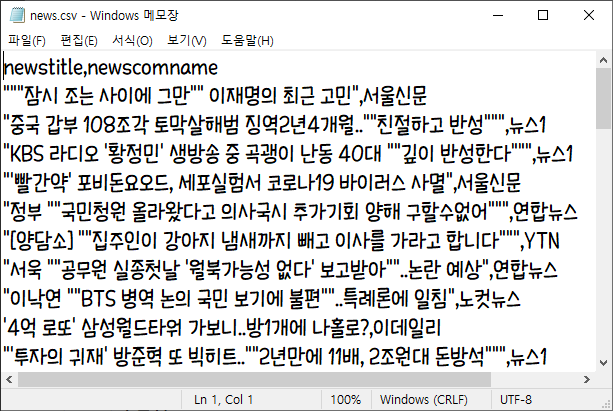 news.csv - Windows 메모장
파일(F) 편집(E) 서식(O) 보기(V) 도움말(H)
newstitle,newscomname
"""잠시 조는 사이에 그만"" 이재명의 최근 고민",서울신문
"중국 갑부 108조각 토막살해범 징역2년4개월..""친절하고 반성""",뉴스1
"KBS 라디오 '황정민' 생방송 중 곡괭이 난동 40대 ""깊이 반성한다""",뉴스1
"'빨간약' 포비돈요오드, 세포실험서 코로나19 바이러스 사멸",서울신문
"정부 ""국민청원 올라왔다고 의사국시 추가기회 양해 구할수없어""",연합뉴스
"[양담소] ""집주인이 강아지 냄새까지 빼고 이사를 가라고 합니다""",YTN
"서욱 ""공무원 실종첫날 '월북가능성 없다' 보고받아""..논란 예상",연합뉴스
"이낙연 ""BTS 병역 논의 국민 보기에 불편""..특례론에 일침",노컷뉴스
'4억 로또' 삼성월드타워 가보니..방1개에 나홀로?,이데일리
"'투자의 귀재' 방준혁 또 빅히트..""2년만에 11배, 2조원대 돈방석""",뉴스1
Ln 1, Col 1 100% Windows (CRLF) UTF-8